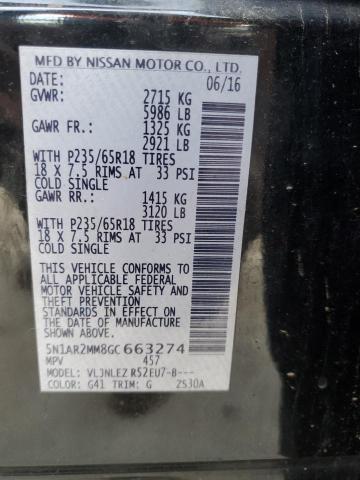 MFD BY NISSAN MOTOR CO., LTD.
DATE: 06/16
GVWR: 2715 KG
5986 LB
GAWR FR.: 1325 KG
2921 LB
WITH P235/65R18 TIRES
18 X 7.5 RIMS AT 33 PSI
COLD SINGLE
GAWR RR.: 1415 KG
3120 LB
WITH P235/65R18 TIRES
18 X 7.5 RIMS AT 33 PSI
COLD SINGLE
THIS VEHICLE CONFORMS TO
ALL APPLICABLE FEDERAL
MOTOR VEHICLE SAFETY AND
THEFT PREVENTION
STANDARDS IN EFFECT ON
THE DATE OF MANUFACTURE
SHOWN ABOVE.
5N1AR2MM8GC663274
MPV 457
MODEL: VLJNLEZ RS2EU7-B---
COLOR: G41 TRIM: G 2S30A